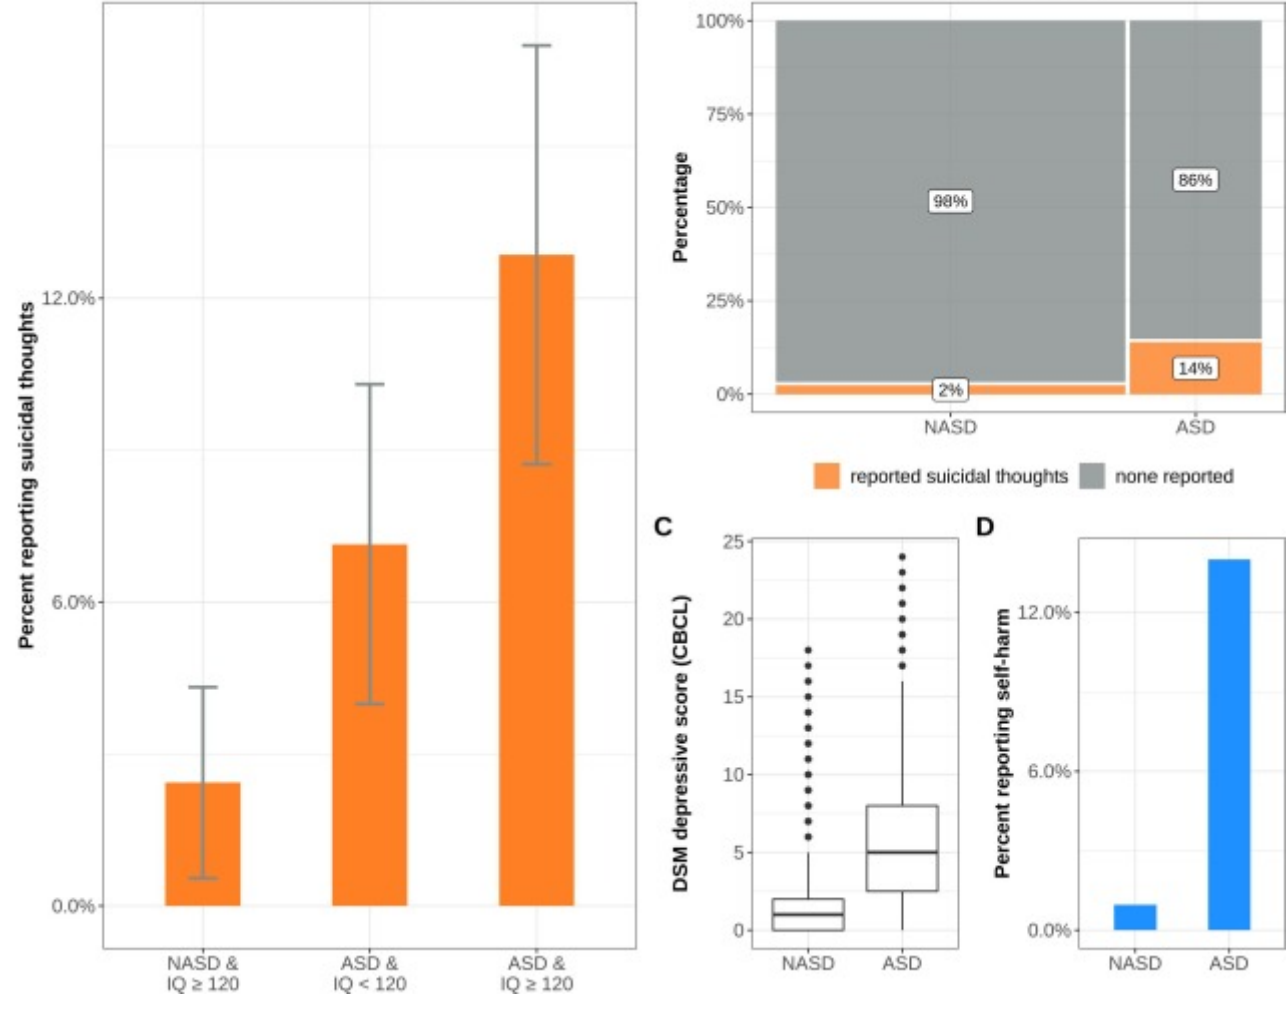 Percent reporting suicidal thoughts
12.0%
6.0%
0.0%
NASD &
IQ ≥ 120
ASD &
IQ < 120
ASD &
IQ ≥ 120
Percentage
100%
75%
50%
25%
0%
98%
2%
86%
14%
NASD
ASD
reported suicidal thoughts
none reported
C
DSM depressive score (CBCL)
25
20
15
10
5
0
NASD
ASD
D
Percent reporting self-harm
12.0%
6.0%
0.0%
NASD
ASD